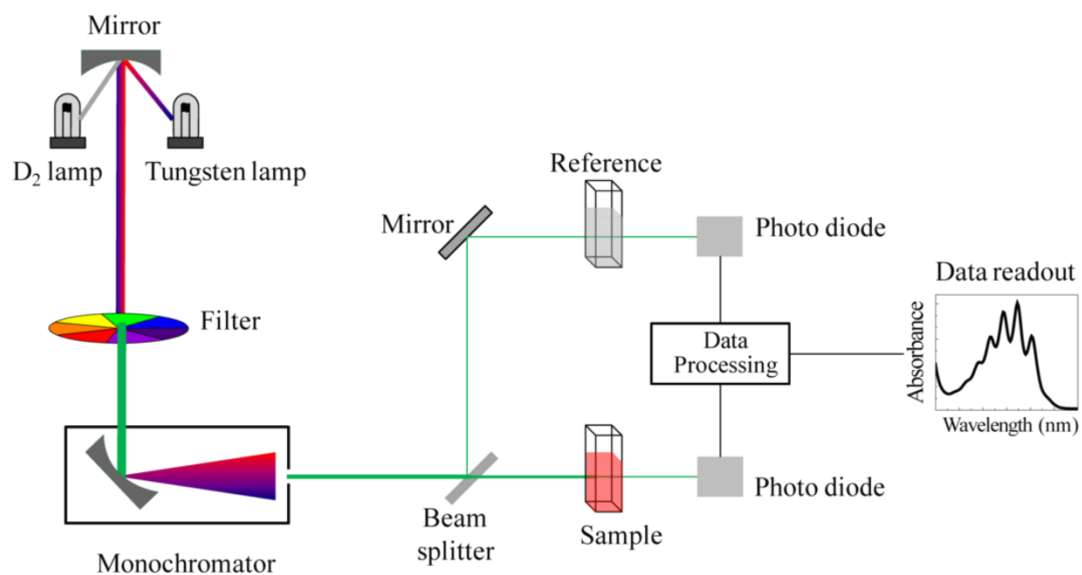 Mirror
D₂ lamp
Tungsten lamp
Filter
Monochromator
Beam
splitter
Mirror
Reference
Sample
Photo diode
Data
Processing
Photo diode
Data readout
Absorbance
Wavelength (nm)